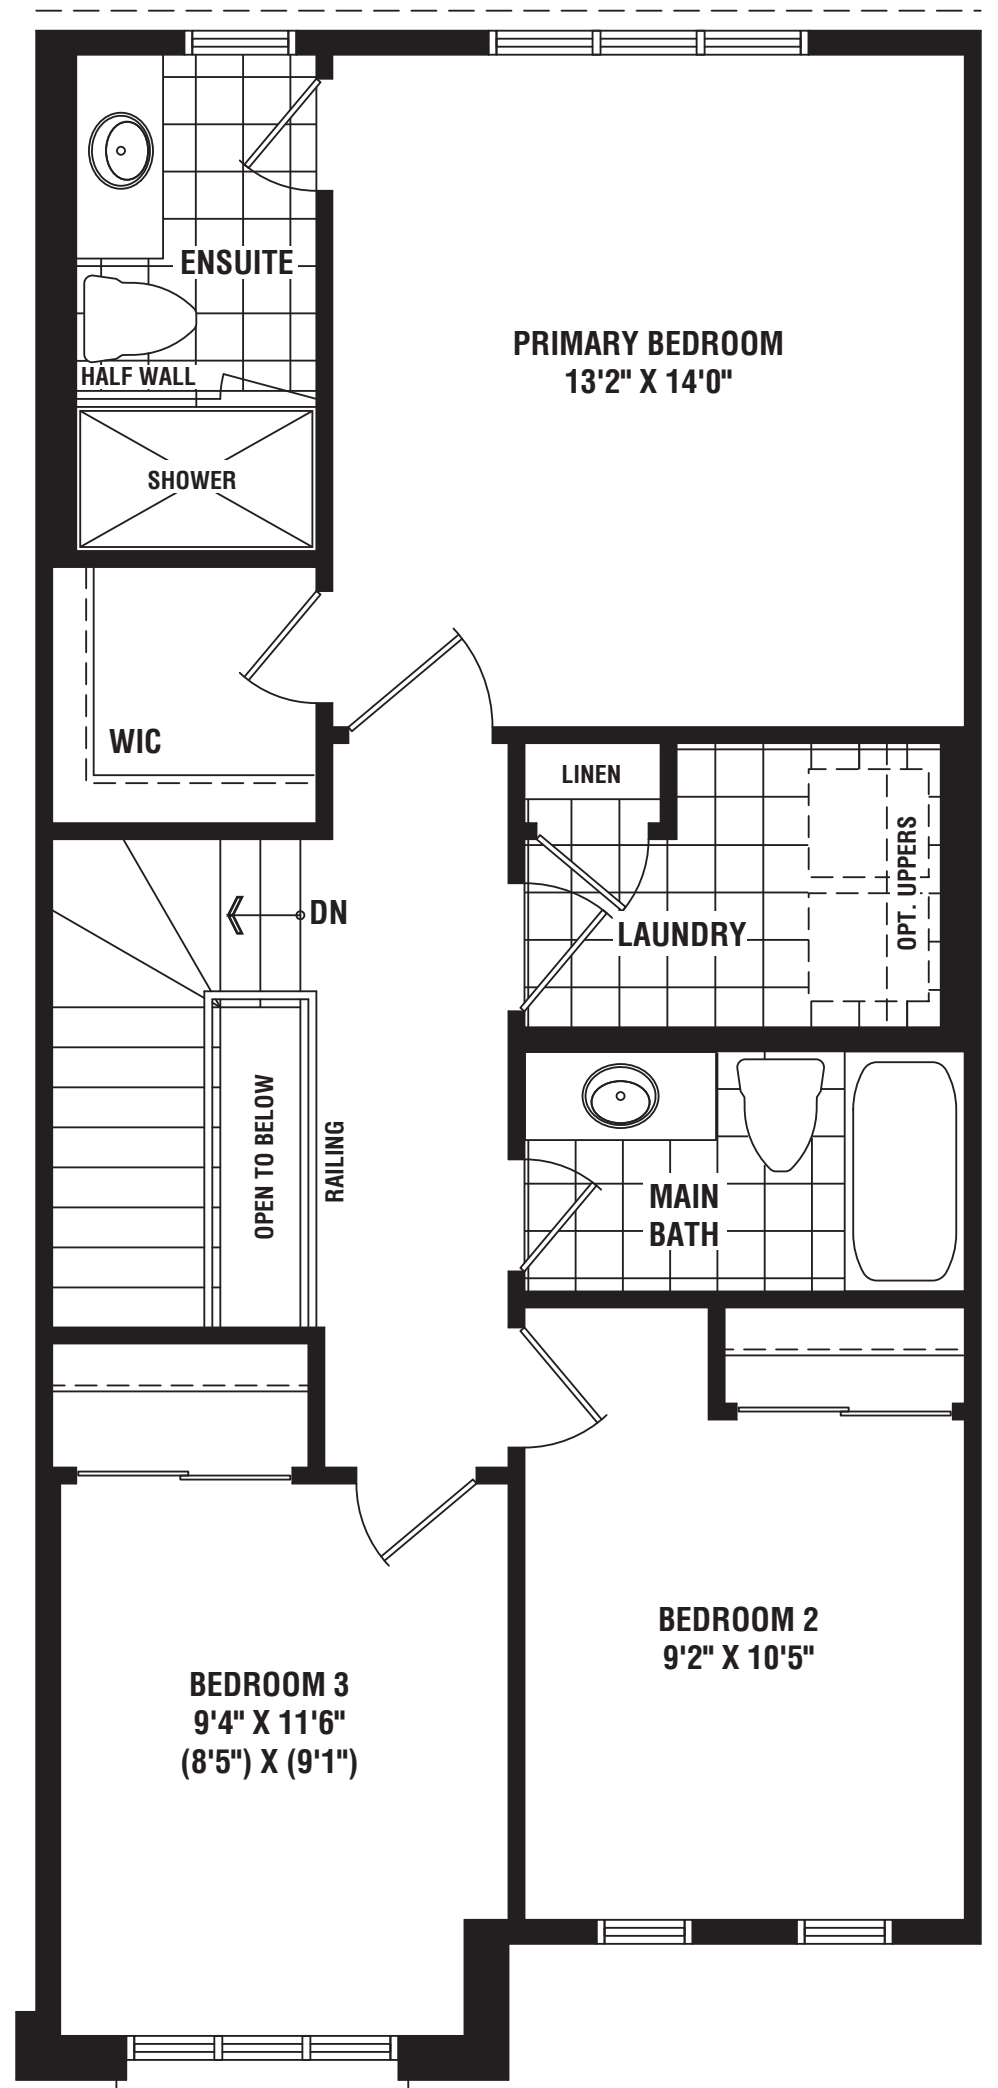 ENSUITE
PRIMARY BEDROOM
13'2" X 14'0"
HALF WALL
SHOWER
WIC
LINEN
OPT. UPPERS
DN
LAUNDRY
OPEN TO BELOW
RAILING
MAIN
BATH
BEDROOM 2
9'2" X 10'5"
BEDROOM 3
9'4" X 11'6"
(8'5") X (9'1")